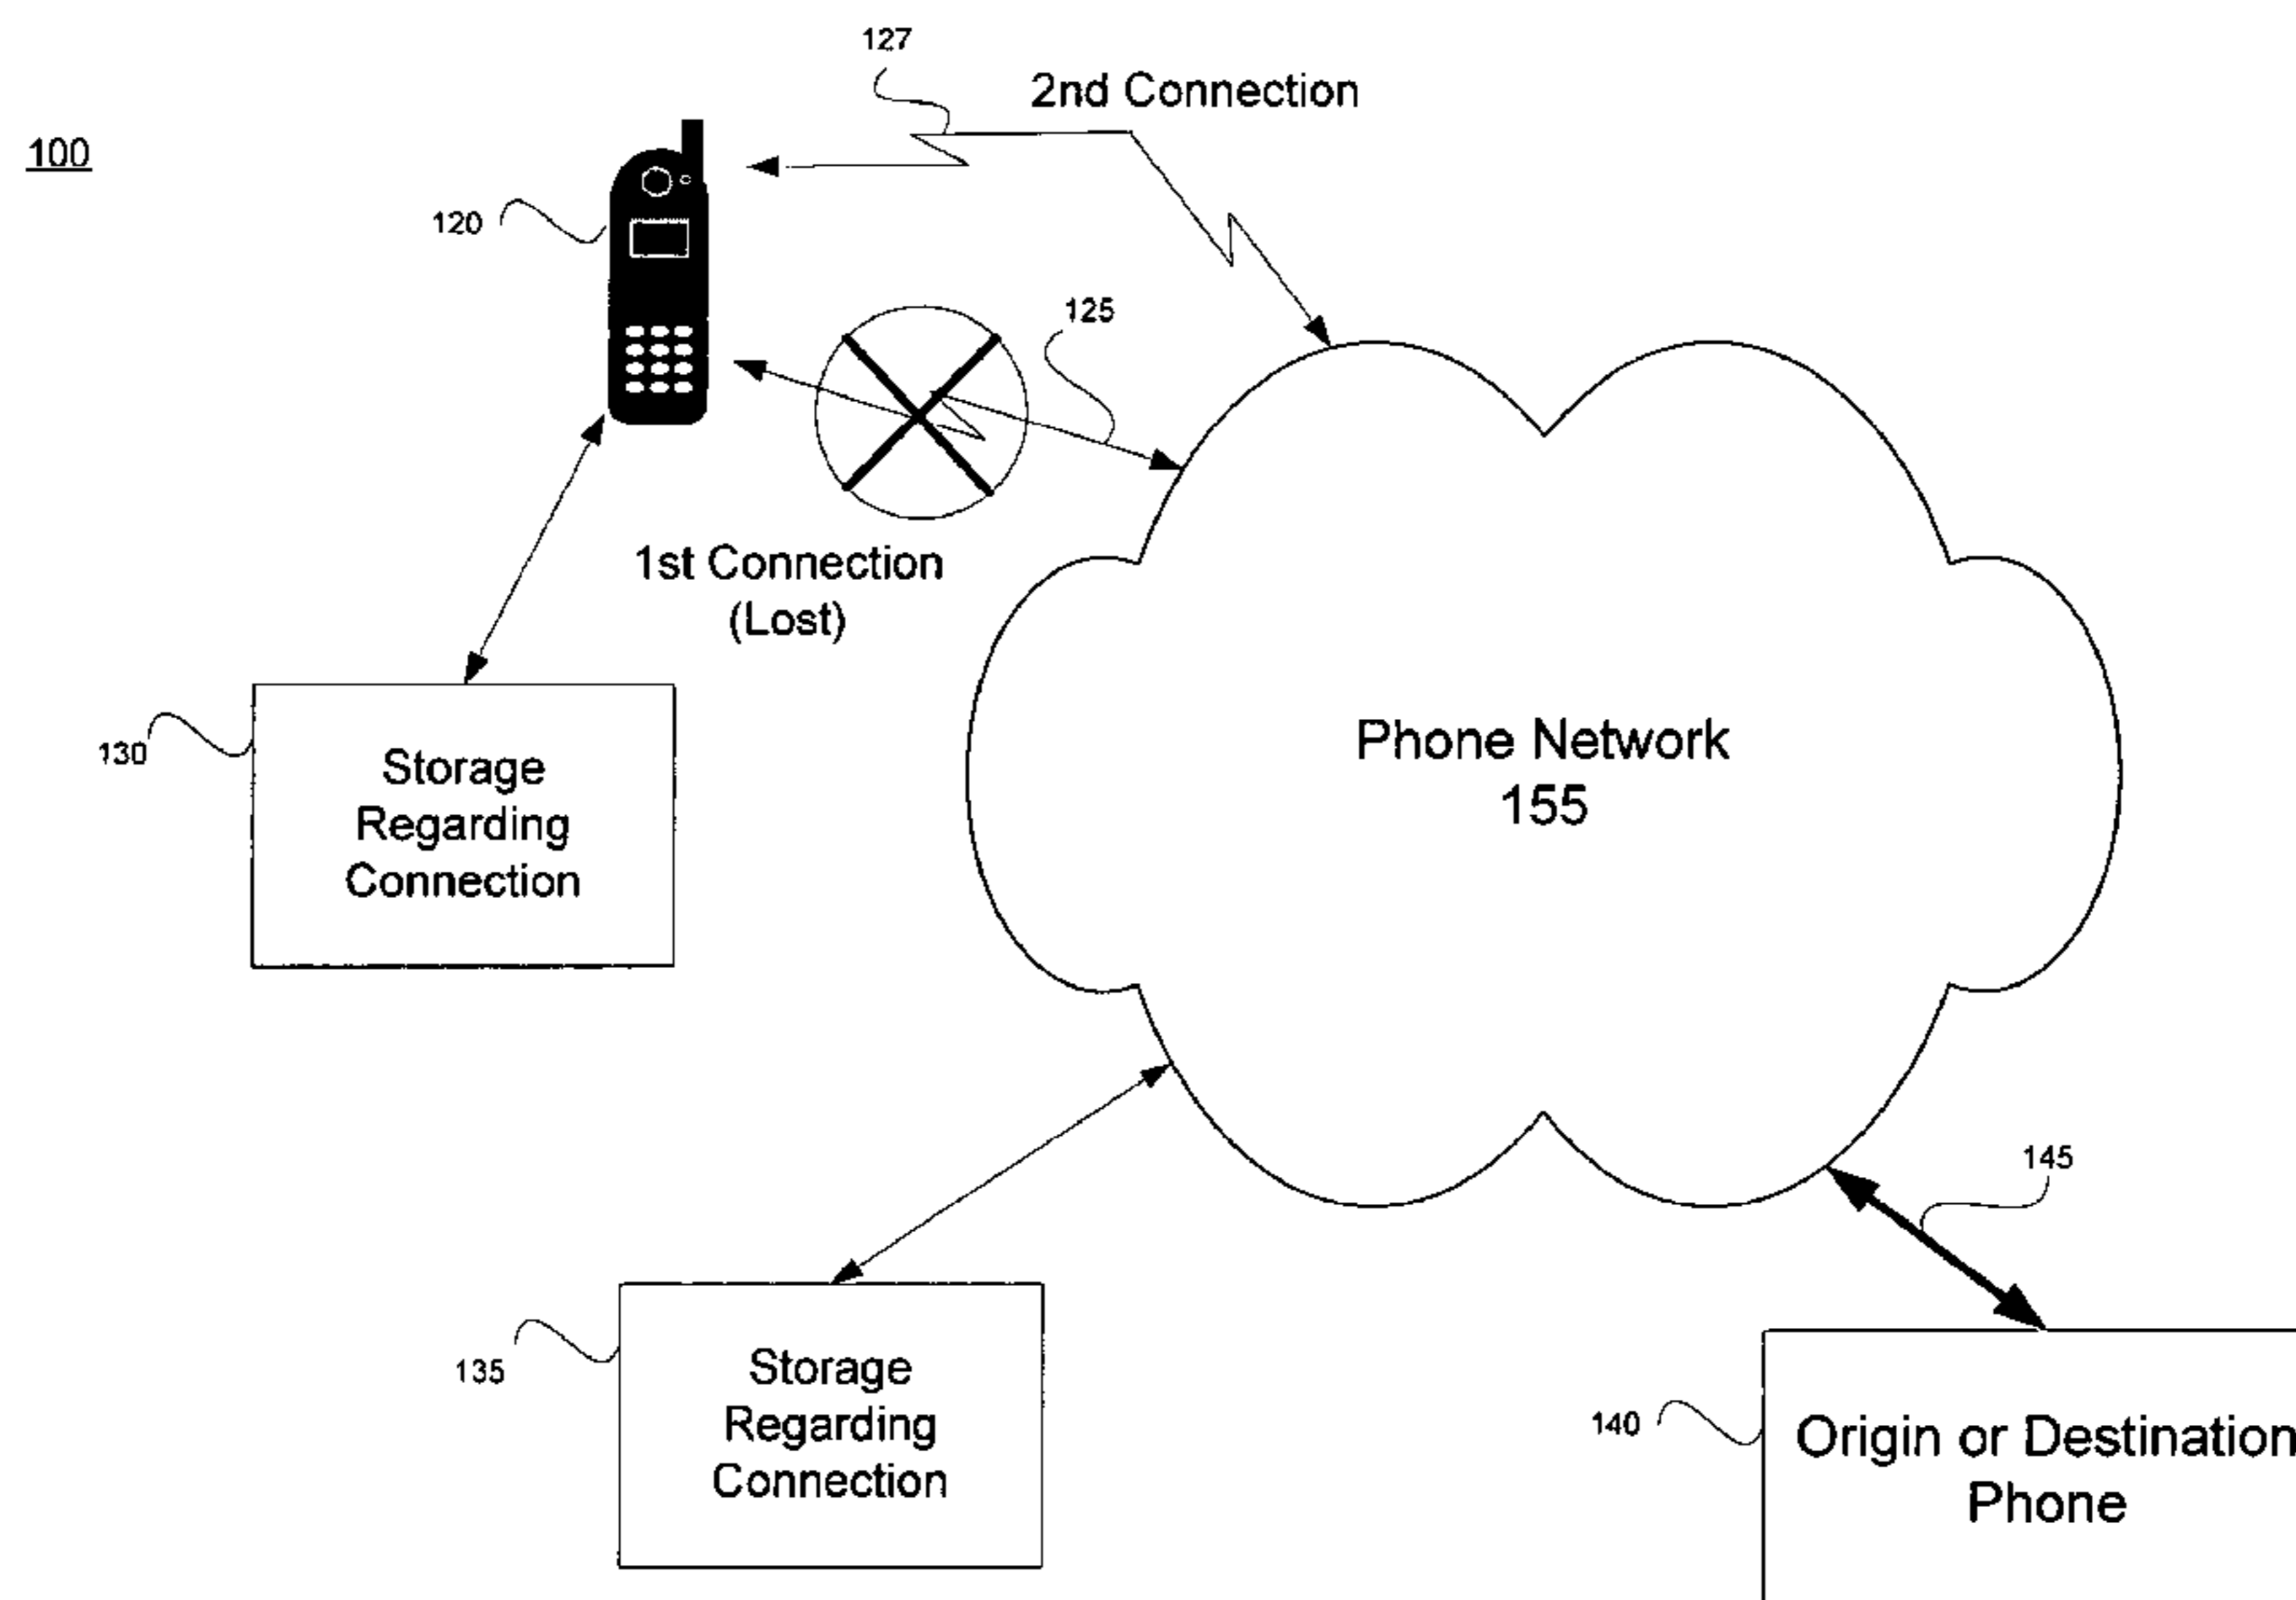 127
2nd Connection
100
120
125
1st Connection
(Lost)
130
Storage
Regarding
Connection
Phone Network
155
145
135
Storage
Regarding
Connection
140
Origin or Destination
Phone